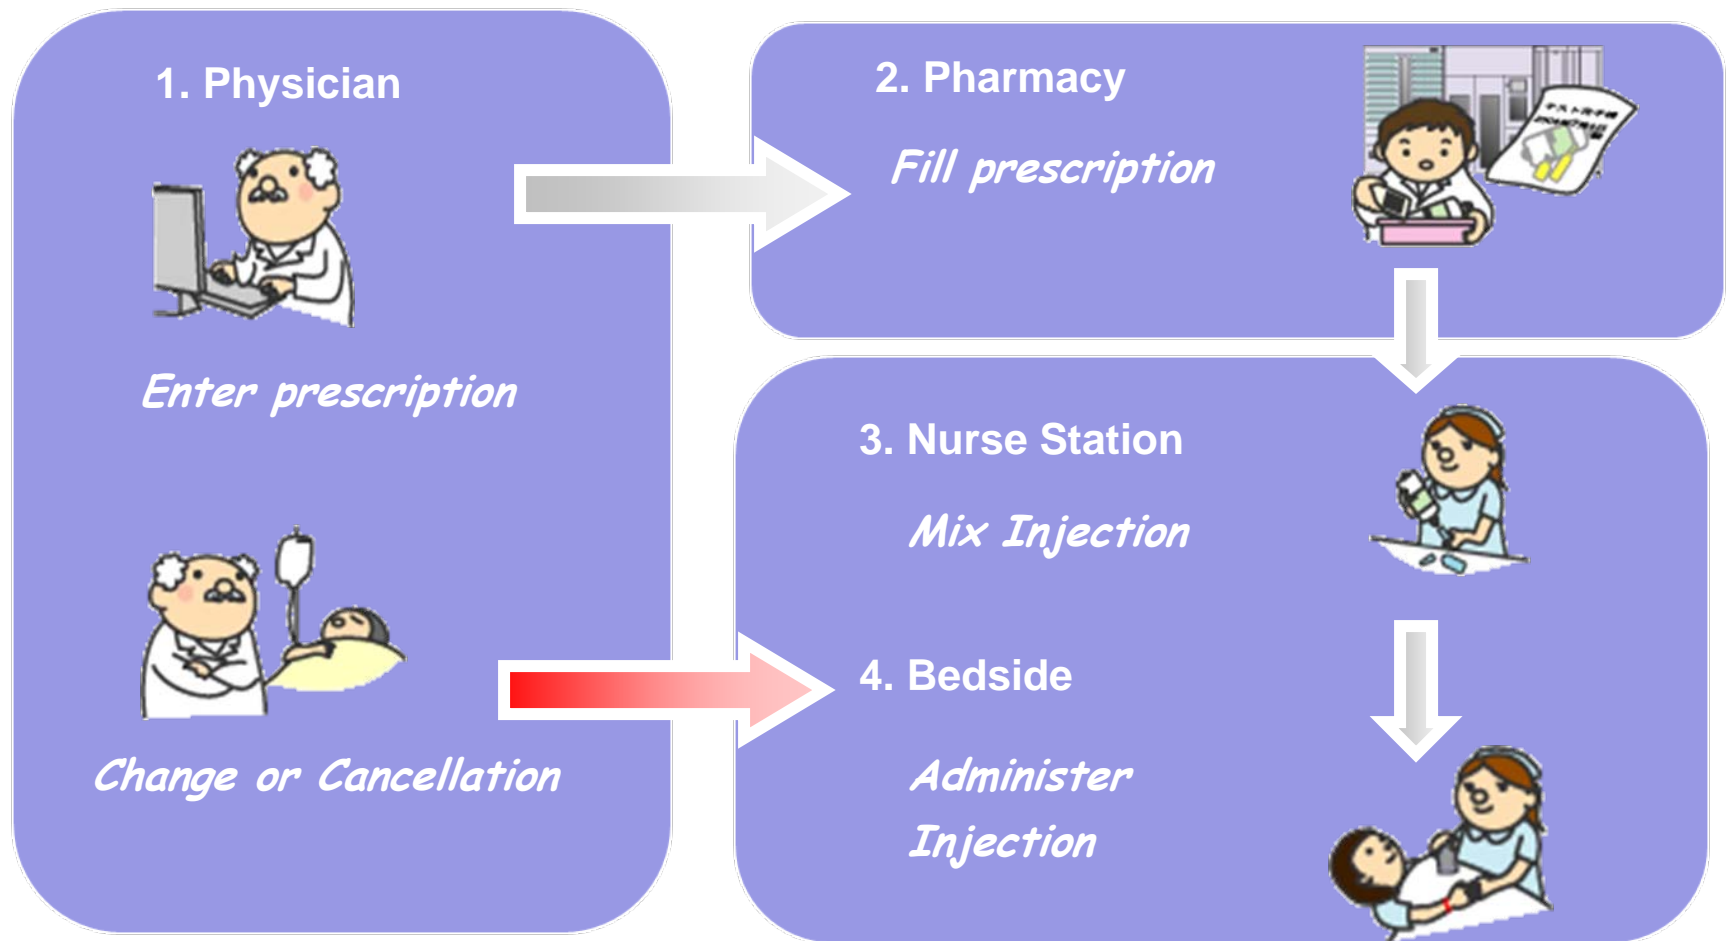 1. Physician
Enter prescription
Change or Cancellation
2. Pharmacy
Fill prescription
3. Nurse Station
Mix Injection
4. Bedside
Administer
Injection